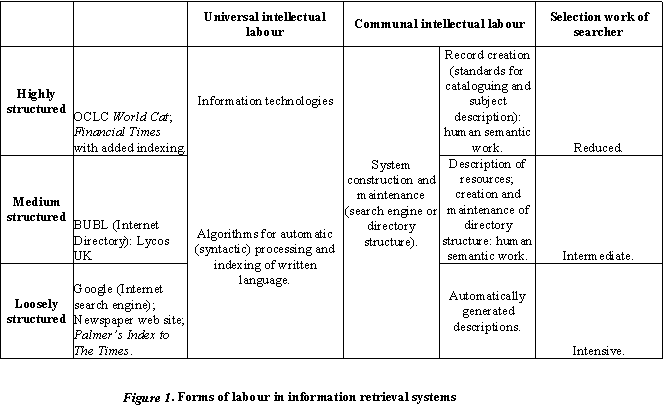 Universal intellectual
labour
Communal intellectual labour
Selection work of
searcher
Highly
structured
OCLC World Cat;
Financial Times
with added indexing.
Information technologies
Record creation
(standards for
cataloguing and
subject
description):
human semantic
work.
Reduced.
Medium
structured
BUBL (Internet
Directory): Lycos
UK
Algorithms for automatic
(syntactic) processing and
indexing of written
language.
System
construction and
maintenance
(search engine or
directory
structure).
Description of
resources;
creation and
maintenance of
directory
structure: human
semantic work.
Intermediate.
Loosely
structured
Google (Internet
search engine);
Newspaper web site;
Palmer's Index to
The Times.
Automatically
generated
descriptions.
Intensive.
Figure 1. Forms of labour in information retrieval systems